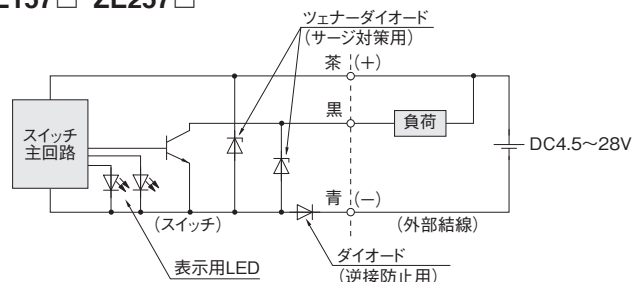 ZE137□ ZE237□
ツェナーダイオード
(サージ対策用)
茶 (+)
黒
スイッチ
主回路
負荷
DC4.5～28V
青 (−)
(スイッチ)
(外部結線)
表示用LED
ダイオード
(逆接防止用)